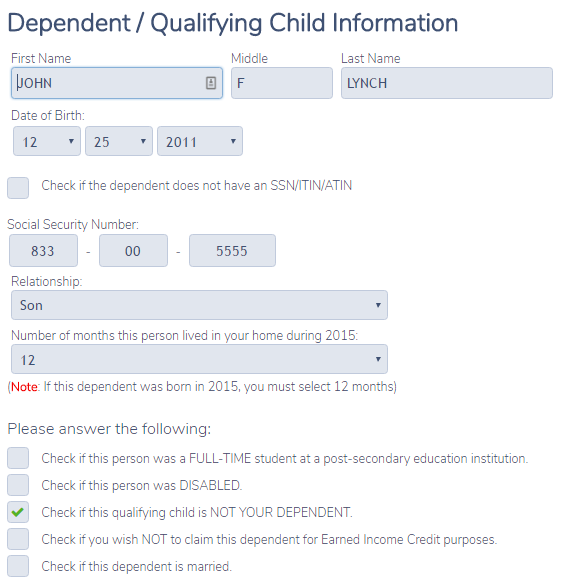 Dependent / Qualifying Child Information
First Name Middle Last Name
JOHN F LYNCH
Date of Birth:
12 25 2011
Check if the dependent does not have an SSN/ITIN/ATIN
Social Security Number:
833 - 00 - 5555
Relationship:
Son
Number of months this person lived in your home during 2015:
12
(Note: If this dependent was born in 2015, you must select 12 months)
Please answer the following:
Check if this person was a FULL-TIME student at a post-secondary education institution.
Check if this person was DISABLED.
Check if this qualifying child is NOT YOUR DEPENDENT.
Check if you wish NOT to claim this dependent for Earned Income Credit purposes.
Check if this dependent is married.